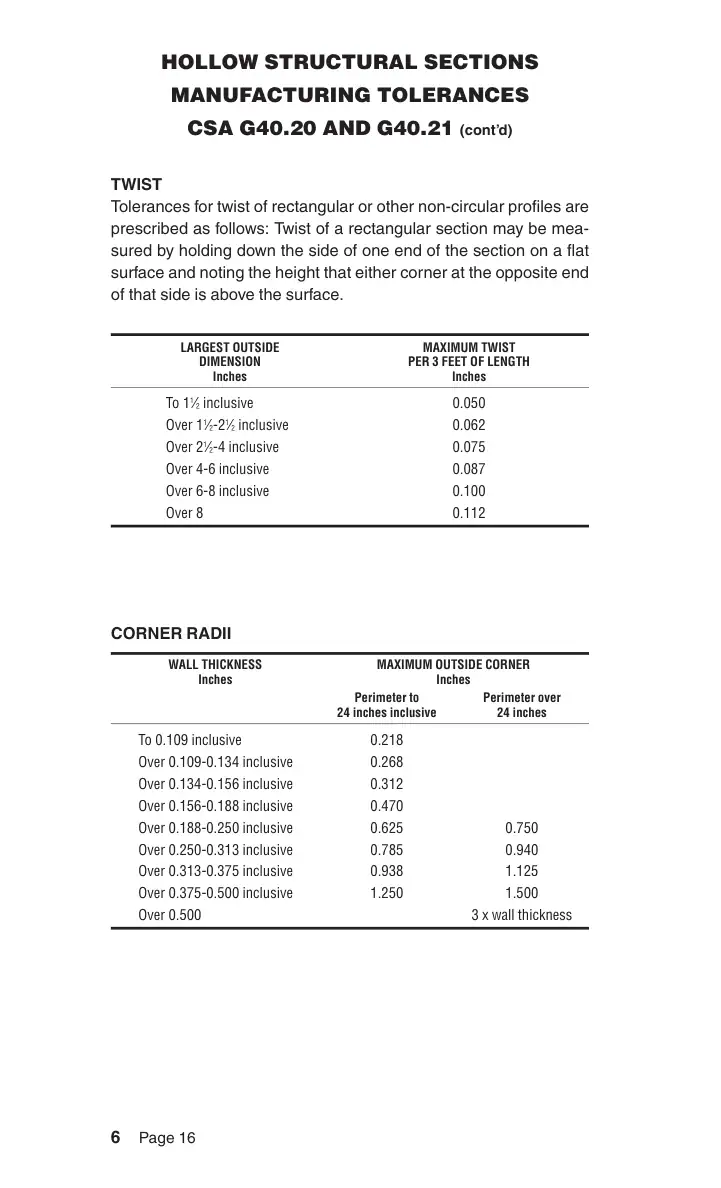 HOLLOW STRUCTURAL SECTIONS
MANUFACTURING TOLERANCES
CSA G40.20 AND G40.21 (cont’d)
TWIST
Tolerances for twist of rectangular or other non-circular profiles are
prescribed as follows: Twist of a rectangular section may be mea-
sured by holding down the side of one end of the section on a flat
surface and noting the height that either corner at the opposite end
of that side is above the surface.
LARGEST OUTSIDE MAXIMUM TWIST
DIMENSION PER 3 FEET OF LENGTH
Inches Inches
To 1½ inclusive 0.050
Over 1½-2½ inclusive 0.062
Over 2½-4 inclusive 0.075
Over 4-6 inclusive 0.087
Over 6-8 inclusive 0.100
Over 8 0.112
CORNER RADII
WALL THICKNESS MAXIMUM OUTSIDE CORNER
Inches Inches
Perimeter to Perimeter over
24 inches inclusive 24 inches
To 0.109 inclusive 0.218
Over 0.109-0.134 inclusive 0.268
Over 0.134-0.156 inclusive 0.312
Over 0.156-0.188 inclusive 0.470
Over 0.188-0.250 inclusive 0.625 0.750
Over 0.250-0.313 inclusive 0.785 0.940
Over 0.313-0.375 inclusive 0.938 1.125
Over 0.375-0.500 inclusive 1.250 1.500
Over 0.500 3 x wall thickness
6 Page 16